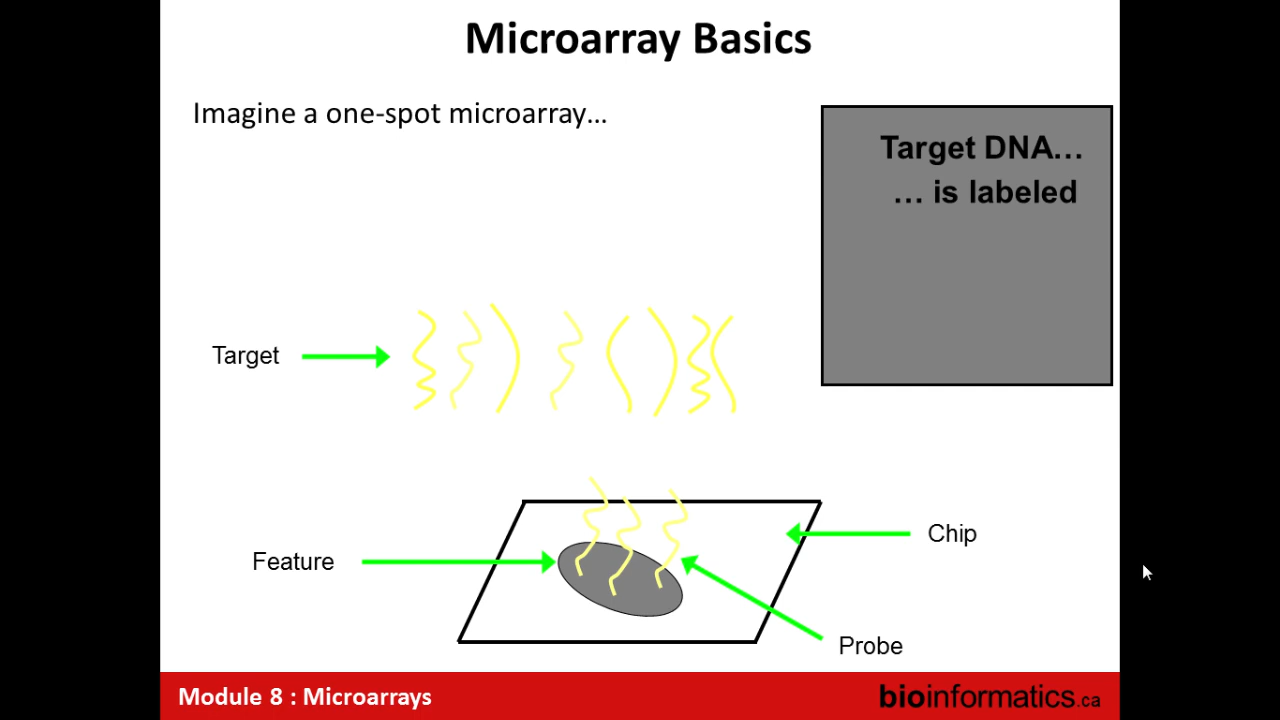 Microarray Basics
Imagine a one-spot microarray...
Target DNA...
... is labeled
Target
Chip
Feature
Probe
Module 8 : Microarrays
bioinformatics.ca